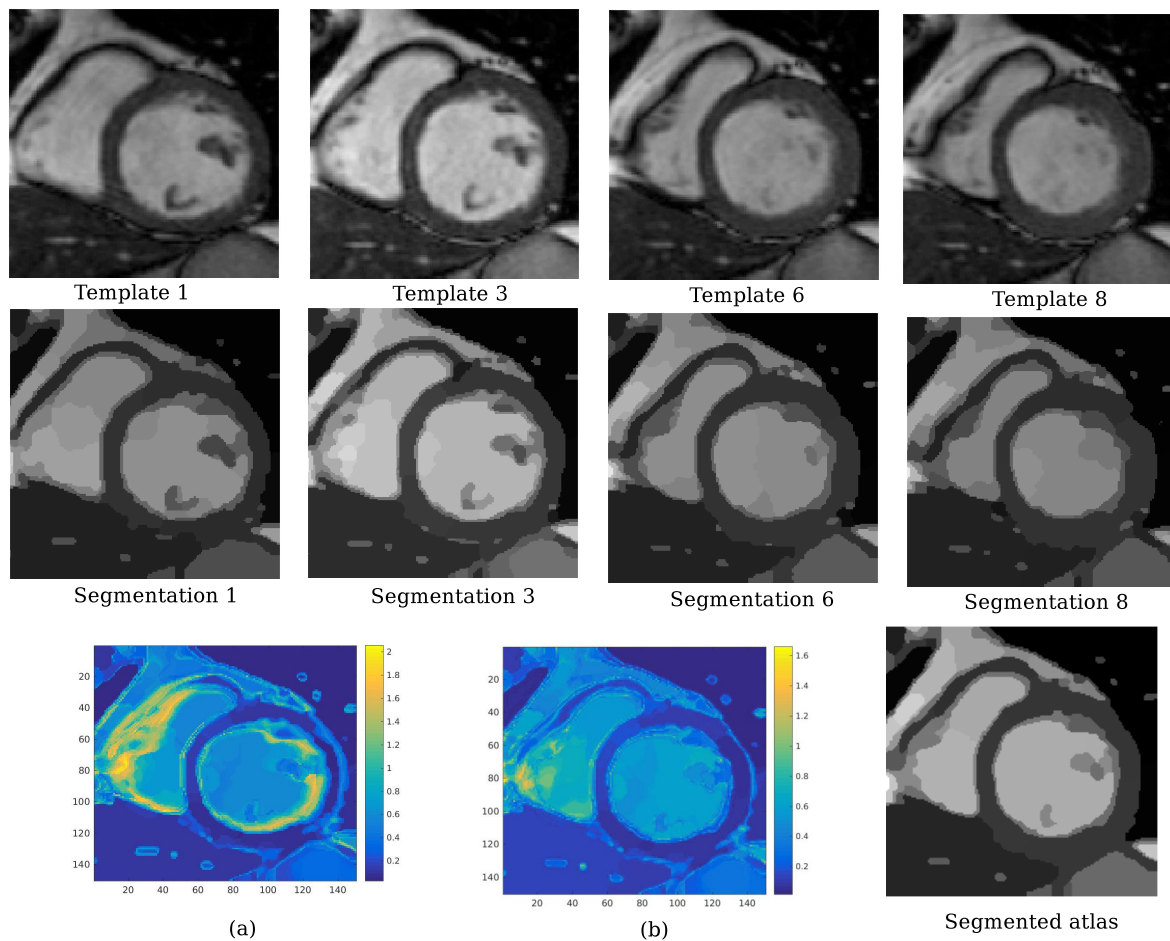 Template 1
Template 3
Template 6
Template 8
Segmentation 1
Segmentation 3
Segmentation 6
Segmentation 8
20
40
60
80
100
120
140
20 40 60 80 100 120 140
2
1.8
1.6
1.4
1.2
1
0.8
0.6
0.4
0.2
(a)
20
40
60
80
100
120
140
20 40 60 80 100 120 140
1.6
1.4
1.2
1
0.8
0.6
0.4
0.2
(b)
Segmented atlas